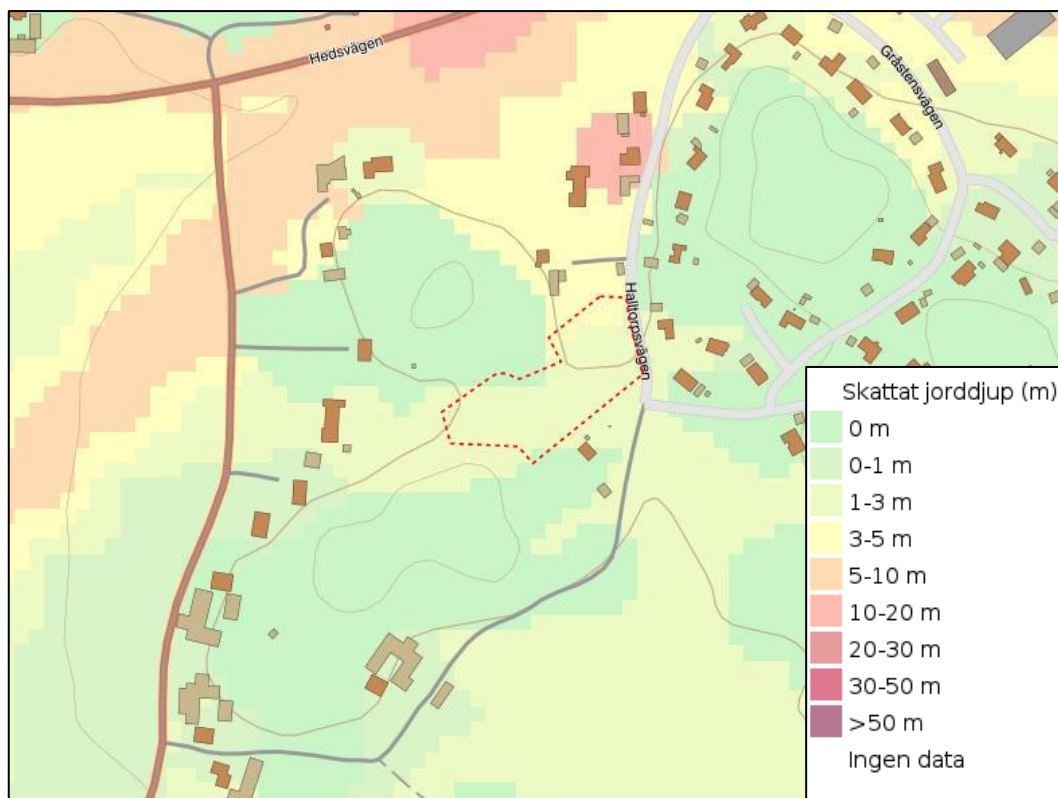 Hedsvägen
Gråstensvägen
Halltorpsvägen
Skattat jorddjup (m)
0 m
0-1 m
1-3 m
3-5 m
5-10 m
10-20 m
20-30 m
30-50 m
>50 m
Ingen data